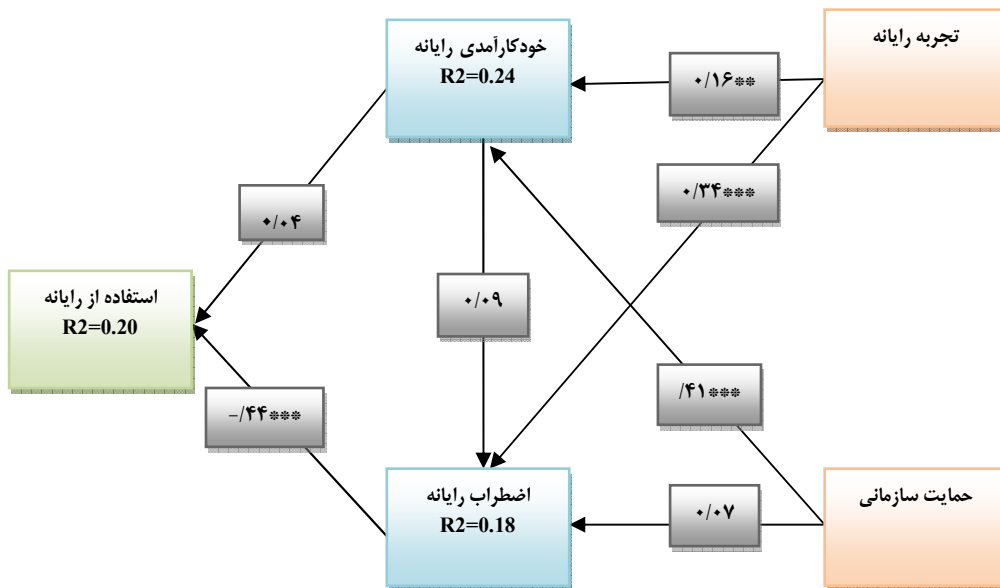 تجربه رایانه
۰/۱۶**
خودکارآمدی رایانه
R2=0.24
۰/۳۴***
۰/۰۴
۰/۰۹
استفاده از رایانه
R2=0.20
/۴۱***
-/۴۴***
حمایت سازمانی
۰/۰۷
اضطراب رایانه
R2=0.18